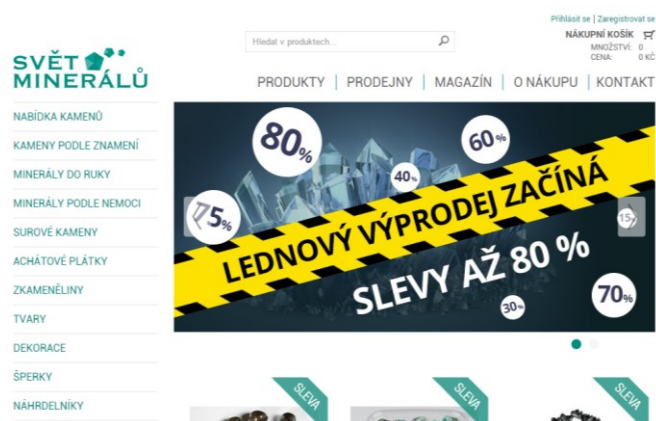 Přihlásit se | Zaregistrovat se
Hledat v produktech...
NÁKUPNÍ KOŠÍK
MNOŽSTVÍ: 0
CENA: 0 KČ
SVĚT
MINERÁLŮ
PRODUKTY | PRODEJNY | MAGAZÍN | O NÁKUPU | KONTAKT
NABÍDKA KAMENŮ
KAMENY PODLE ZNAMENÍ
MINERÁLY DO RUKY
MINERÁLY PODLE NEMOCI
SUROVÉ KAMENY
ACHÁTOVÉ PLÁTKY
ZKAMENĚLINY
TVARY
DEKORACE
ŠPERKY
NÁHRDELNÍKY
80%
60%
40%
75%
15%
LEDNOVÝ VÝPRODEJ ZAČÍNÁ
SLEVY AŽ 80 %
30%
70%
SLEVA
SLEVA
SLEVA